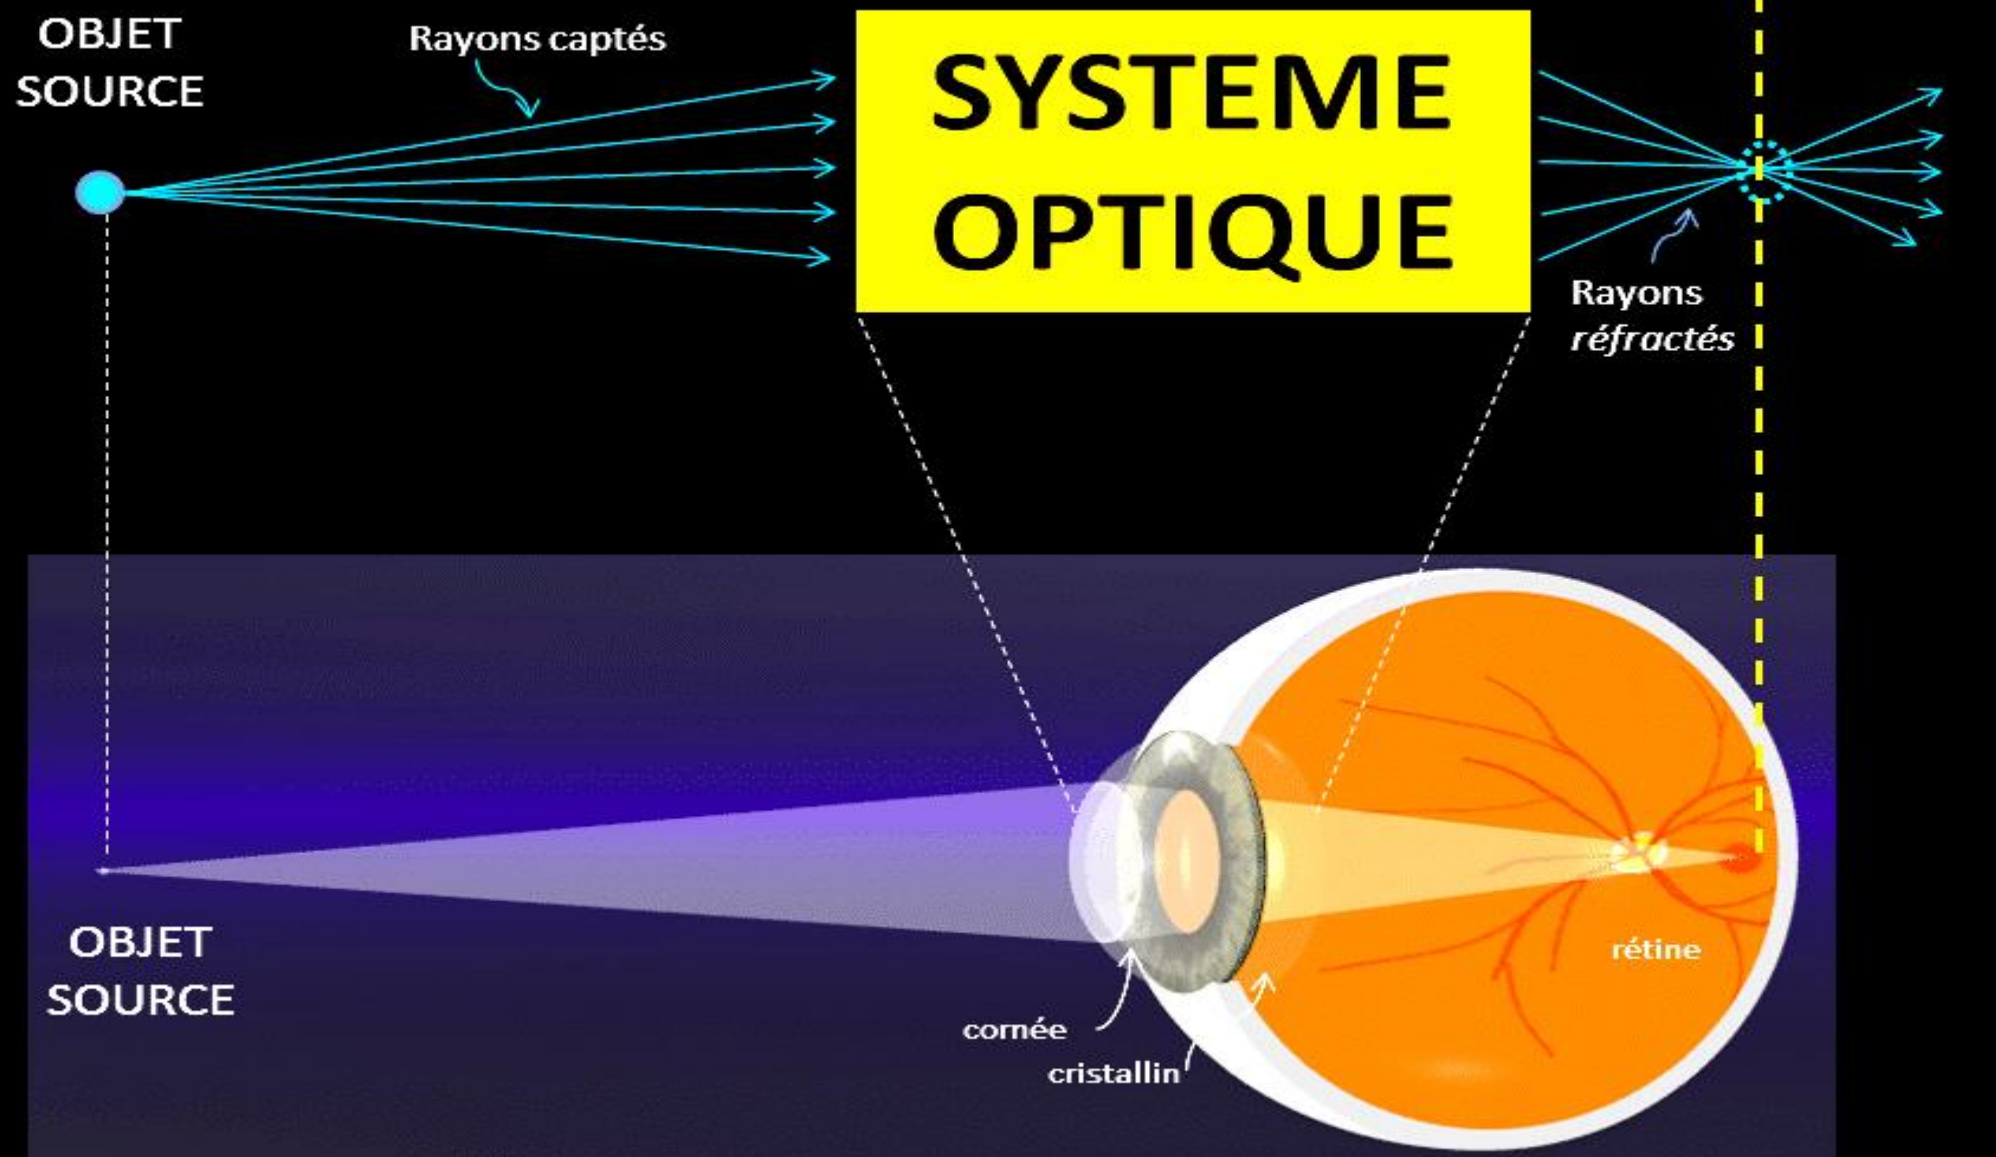 OBJET
SOURCE
Rayons captés
SYSTEME
OPTIQUE
Rayons
réfractés
OBJET
SOURCE
cornée
cristallin
rétine